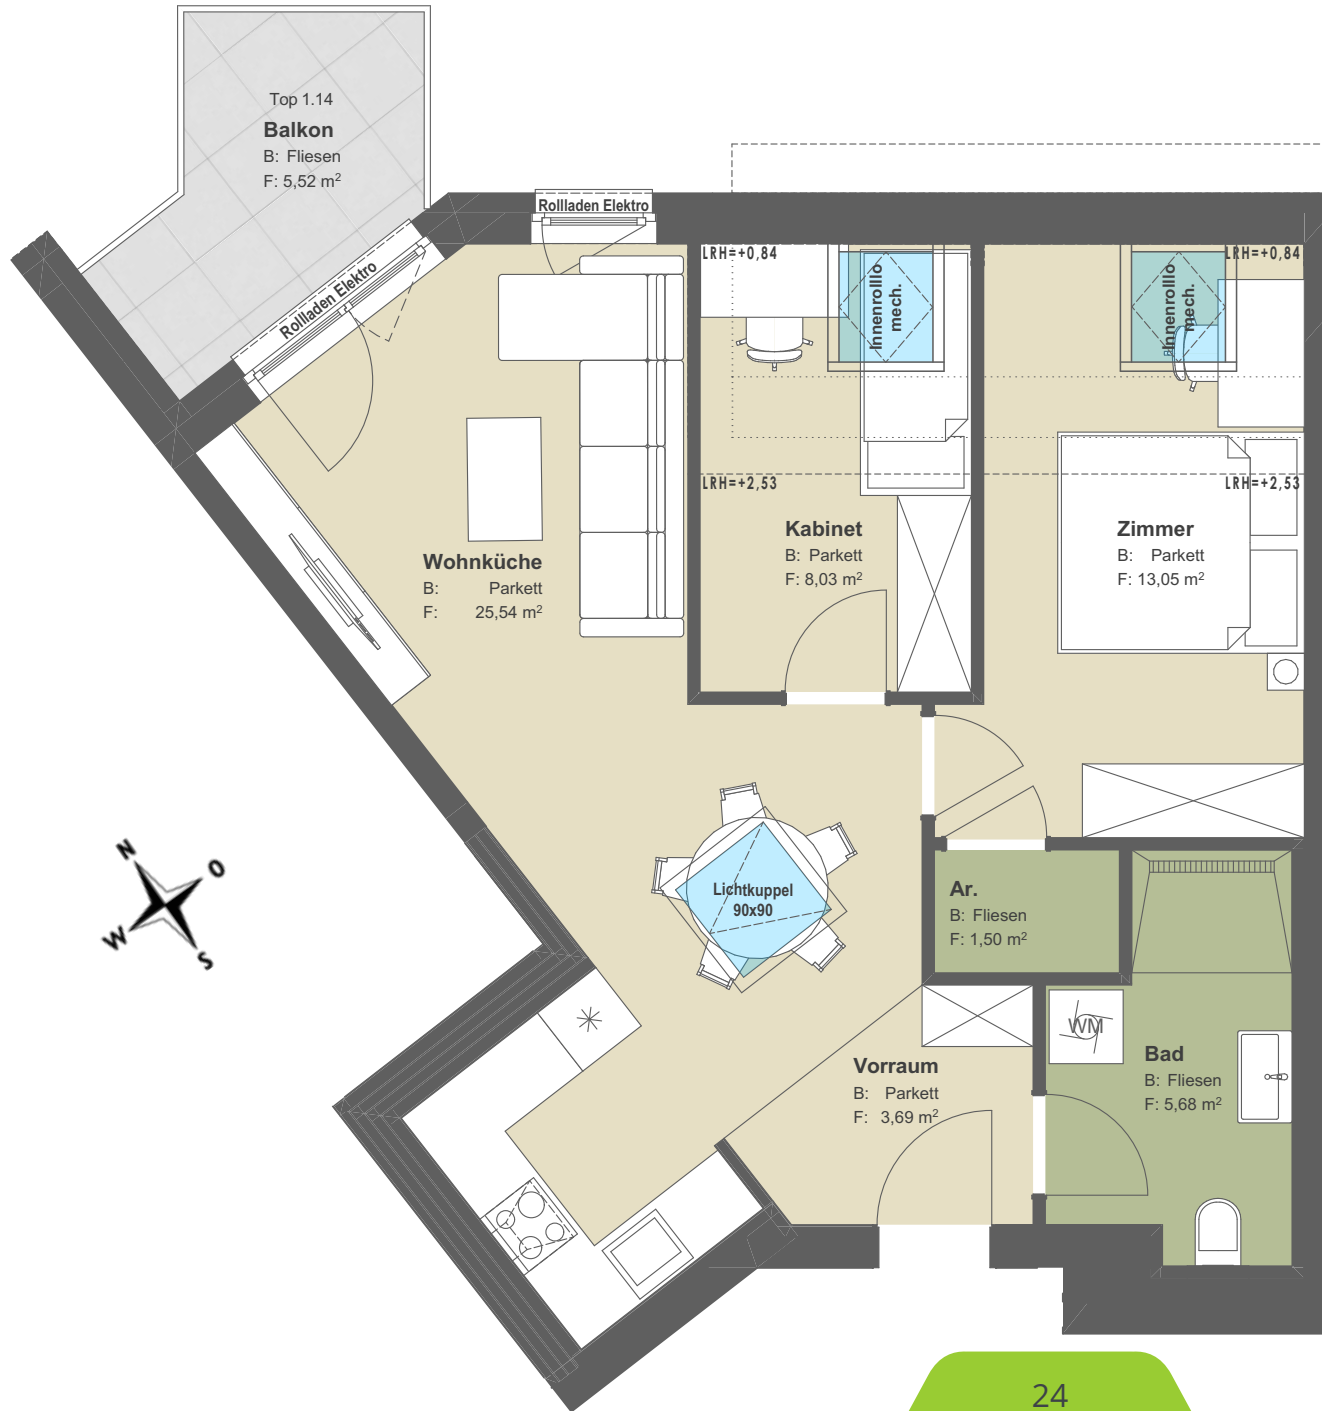 Top 1.14
Balkon
B: Fliesen
F: 5,52 m²
Rollladen Elektro
Rollladen Elektro
LRH=+0,84
Innenrolllo
mech.
Innenrolllo
mech.
LRH=+0,84
LRH=+2,53
LRH=+2,53
Wohnküche
B: Parkett
F: 25,54 m²
Kabinet
B: Parkett
F: 8,03 m²
Zimmer
B: Parkett
F: 13,05 m²
N
O
W
S
Lichtkuppel
90x90
Ar.
B: Fliesen
F: 1,50 m²
WM
Vorraum
B: Parkett
F: 3,69 m²
Bad
B: Fliesen
F: 5,68 m²
24